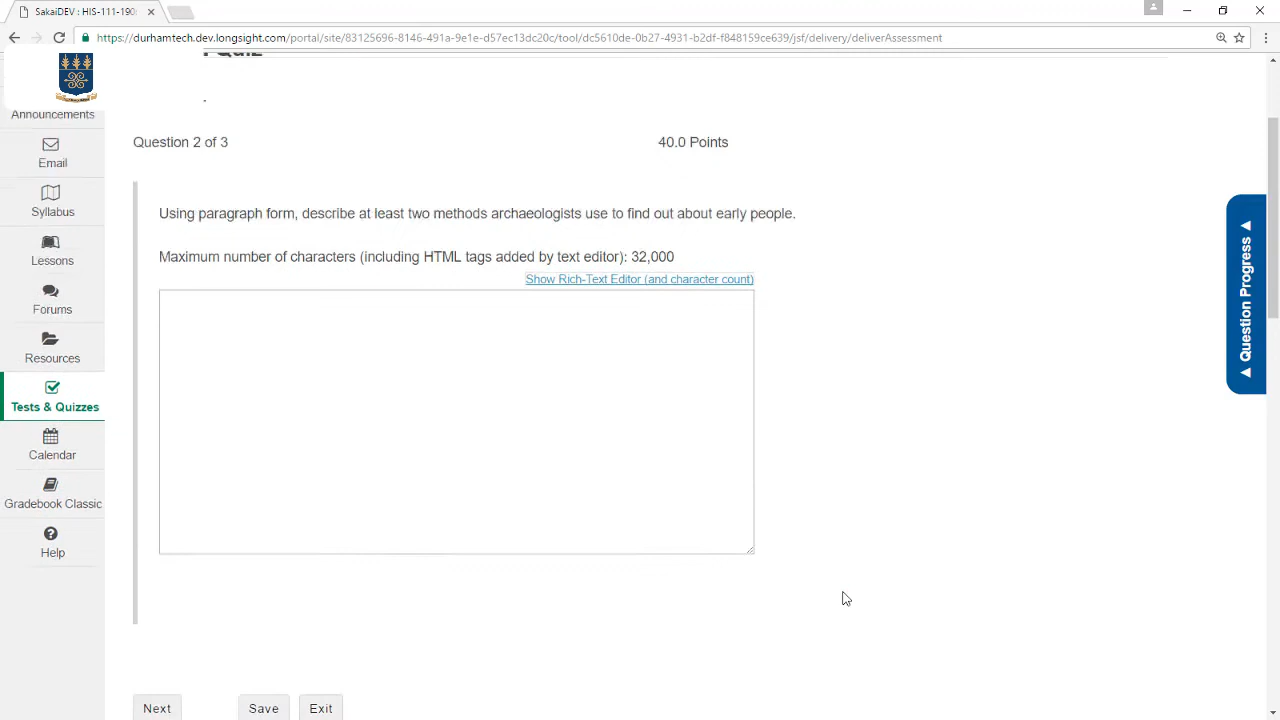 SakaiDEV : HIS-111-190
https://durhamtech.dev.longsight.com/portal/site/83125696-8146-491a-9e1e-d57ec13dc20c/tool/dc5610de-0b27-4931-b2df-f848159ce639/jsf/delivery/deliverAssessment
Quiz
Announcements
Question 2 of 3
40.0 Points
Email
Syllabus
Using paragraph form, describe at least two methods archaeologists use to find out about early people.
Lessons
Maximum number of characters (including HTML tags added by text editor): 32,000
Show Rich-Text Editor (and character count)
Forums
Question Progress
Resources
Tests & Quizzes
Calendar
Gradebook Classic
Help
Next
Save
Exit